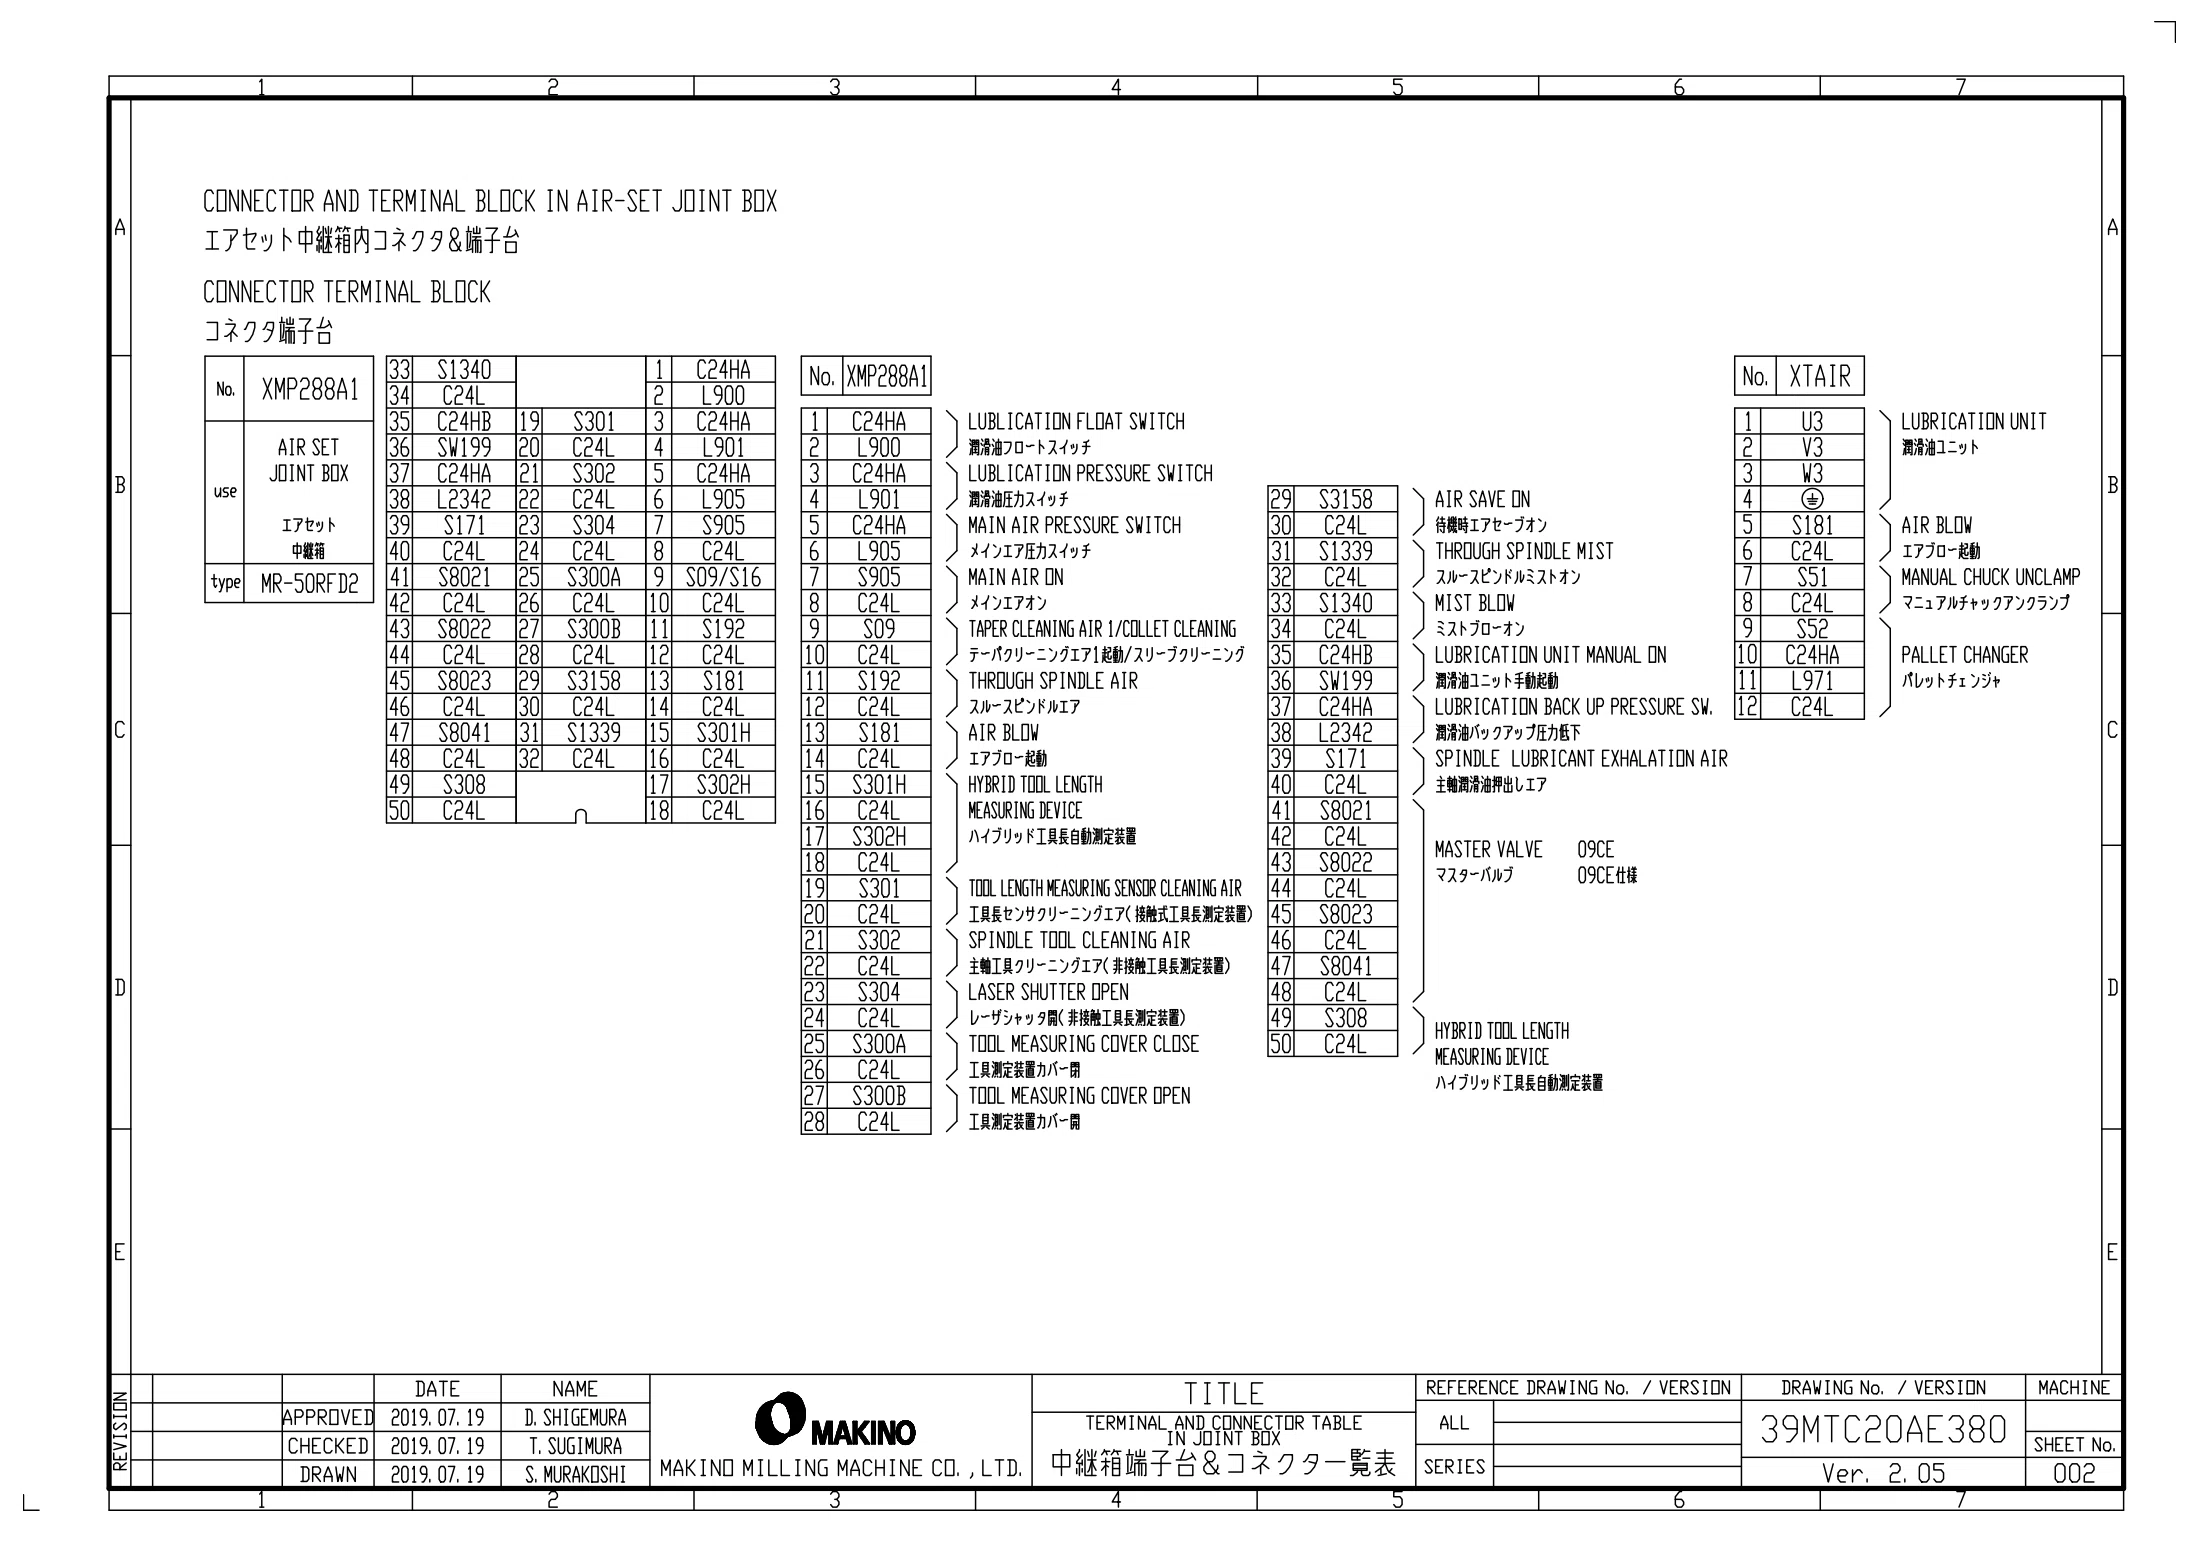 1 2 3 4 5 6 7
A A
B B
C C
D D
E E
CONNECTOR AND TERMINAL BLOCK IN AIR-SET JOINT BOX
エアセット中継箱内コネクタ＆端子台
CONNECTOR TERMINAL BLOCK
コネクタ端子台
No. XMP288A1
use AIR SET
JOINT BOX
エアセット
中継箱
type MR-50RFD2
33 S1340 1 C24HA
34 C24L 2 L900
35 C24HB 19 S301 3 C24HA
36 SW199 20 C24L 4 L901
37 C24HA 21 S302 5 C24HA
38 L2342 22 C24L 6 L905
39 S171 23 S304 7 S905
40 C24L 24 C24L 8 C24L
41 S8021 25 S300A 9 S09/S16
42 C24L 26 C24L 10 C24L
43 S8022 27 S300B 11 S192
44 C24L 28 C24L 12 C24L
45 S8023 29 S3158 13 S181
46 C24L 30 C24L 14 C24L
47 S8041 31 S1339 15 S301H
48 C24L 32 C24L 16 C24L
49 S308 17 S302H
50 C24L 18 C24L
No. XMP288A1
1 C24HA LUBLICATION FLOAT SWITCH
2 L900 潤滑油フロートスイッチ
3 C24HA LUBLICATION PRESSURE SWITCH
4 L901 潤滑油圧力スイッチ
5 C24HA MAIN AIR PRESSURE SWITCH
6 L905 メインエア圧力スイッチ
7 S905 MAIN AIR ON
8 C24L メインエアオン
9 S09 TAPER CLEANING AIR 1/COLLET CLEANING
10 C24L テーパクリーニングエア1起動/スリーブクリーニング
11 S192 THROUGH SPINDLE AIR
12 C24L スルースピンドルエア
13 S181 AIR BLOW
14 C24L エアブロー起動
15 S301H HYBRID TOOL LENGTH
16 C24L MEASURING DEVICE
17 S302H ハイブリッド工具長自動測定装置
18 C24L
19 S301 TOOL LENGTH MEASURING SENSOR CLEANING AIR
20 C24L 工具長センサクリーニングエア(接触式工具長測定装置)
21 S302 SPINDLE TOOL CLEANING AIR
22 C24L 主軸工具クリーニングエア(非接触工具長測定装置)
23 S304 LASER SHUTTER OPEN
24 C24L レーザシャッタ開(非接触工具長測定装置)
25 S300A TOOL MEASURING COVER CLOSE
26 C24L 工具測定装置カバー閉
27 S300B TOOL MEASURING COVER OPEN
28 C24L 工具測定装置カバー開
29 S3158 AIR SAVE ON
30 C24L 待機時エアセーブオン
31 S1339 THROUGH SPINDLE MIST
32 C24L スルースピンドルミストオン
33 S1340 MIST BLOW
34 C24L ミストブローオン
35 C24HB LUBRICATION UNIT MANUAL ON
36 SW199 潤滑油ユニット手動起動
37 C24HA LUBRICATION BACK UP PRESSURE SW.
38 L2342 潤滑油バックアップ圧力低下
39 S171 SPINDLE LUBRICANT EXHALATION AIR
40 C24L 主軸潤滑油押出しエア
41 S8021
42 C24L MASTER VALVE 09CE
43 S8022 マスターバルブ 09CE仕様
44 C24L
45 S8023
46 C24L
47 S8041
48 C24L
49 S308 HYBRID TOOL LENGTH
50 C24L MEASURING DEVICE
ハイブリッド工具長自動測定装置
No. XTAIR
1 U3 LUBRICATION UNIT
2 V3 潤滑油ユニット
3 W3
4 ⏚
5 S181 AIR BLOW
6 C24L エアブロー起動
7 S51 MANUAL CHUCK UNCLAMP
8 C24L マニュアルチャックアンクランプ
9 S52
10 C24HA PALLET CHANGER
11 L971 パレットチェンジャ
12 C24L
REVISION
DATE NAME
APPROVED 2019.07.19 D. SHIGEMURA
CHECKED 2019.07.19 T. SUGIMURA
DRAWN 2019.07.19 S. MURAKOSHI
MAKINO
MAKINO MILLING MACHINE CO.,LTD.
TITLE
TERMINAL AND CONNECTOR TABLE
IN JOINT BOX
中継箱端子台＆コネクタ一覧表
REFERENCE DRAWING No. / VERSION
ALL
SERIES
DRAWING No. / VERSION
39MTC20AE380
Ver. 2.05
MACHINE
SHEET No.
002
1 2 3 4 5 6 7